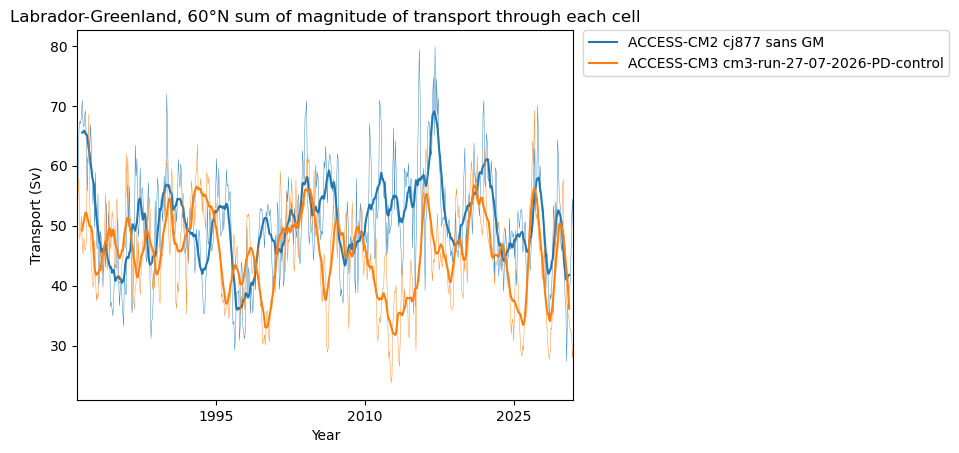 Labrador-Greenland, 60°N sum of magnitude of transport through each cell
ACCESS-CM2 cj877 sans GM
ACCESS-CM3 cm3-run-27-07-2026-PD-control
Transport (Sv)
80
70
60
50
40
30
1995
2010
2025
Year